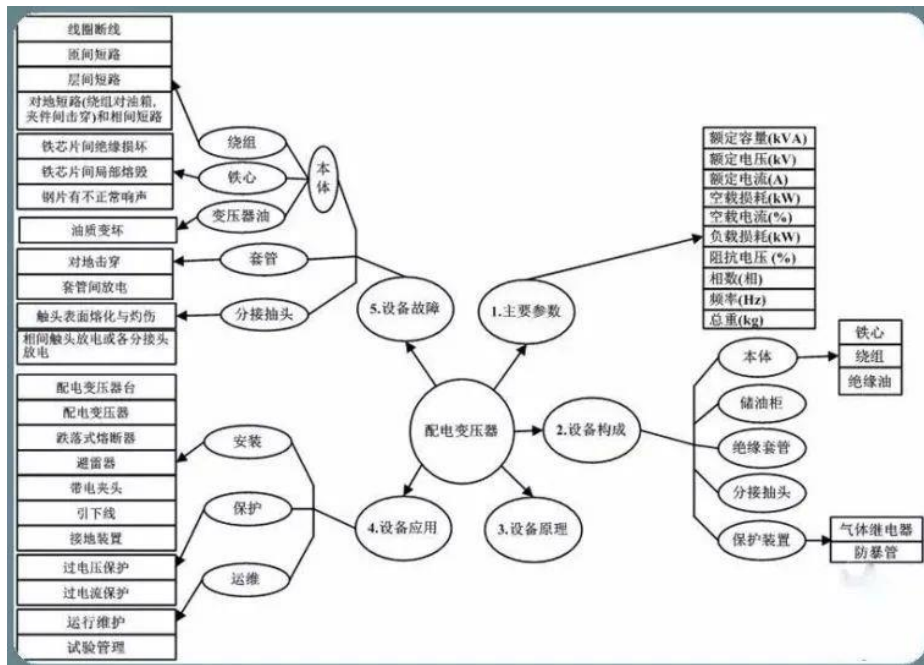 线圈断线
匝间短路
层间短路
对地短路(绕组对油箱,
夹件间击穿)和相间短路
铁芯片间绝缘损坏
铁芯片间局部熔毁
钢片有不正常响声
油质变坏
对地击穿
套管间放电
触头表面熔化与灼伤
相间触头放电或各分接头
放电
绕组
铁心
变压器油
套管
分接抽头
本体
5.设备故障
配电变压器
1.主要参数
额定容量(kVA)
额定电压(kV)
额定电流(A)
空载损耗(kW)
空载电流(%)
负载损耗(kW)
阻抗电压(%)
相数(相)
频率(Hz)
总重(kg)
2.设备构成
本体
储油柜
绝缘套管
分接抽头
保护装置
铁心
绕组
绝缘油
气体继电器
防暴管
3.设备原理
4.设备应用
安装
保护
运维
配电变压器台
配电变压器
跌落式熔断器
避雷器
带电夹头
引下线
接地装置
过电压保护
过电流保护
运行维护
试验管理